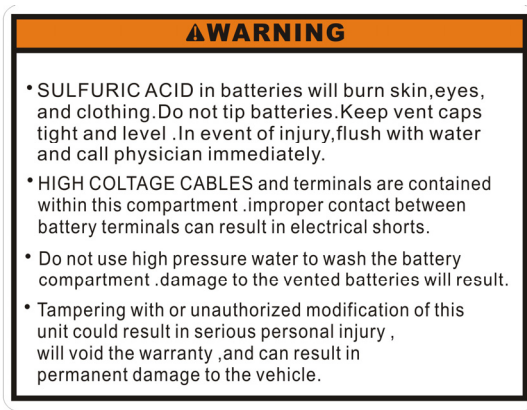 ⚠WARNING
• SULFURIC ACID in batteries will burn skin,eyes,
and clothing.Do not tip batteries.Keep vent caps
tight and level .In event of injury,flush with water
and call physician immediately.
• HIGH COLTAGE CABLES and terminals are contained
within this compartment .improper contact between
battery terminals can result in electrical shorts.
• Do not use high pressure water to wash the battery
compartment .damage to the vented batteries will result.
• Tampering with or unauthorized modification of this
unit could result in serious personal injury ,
will void the warranty ,and can result in
permanent damage to the vehicle.